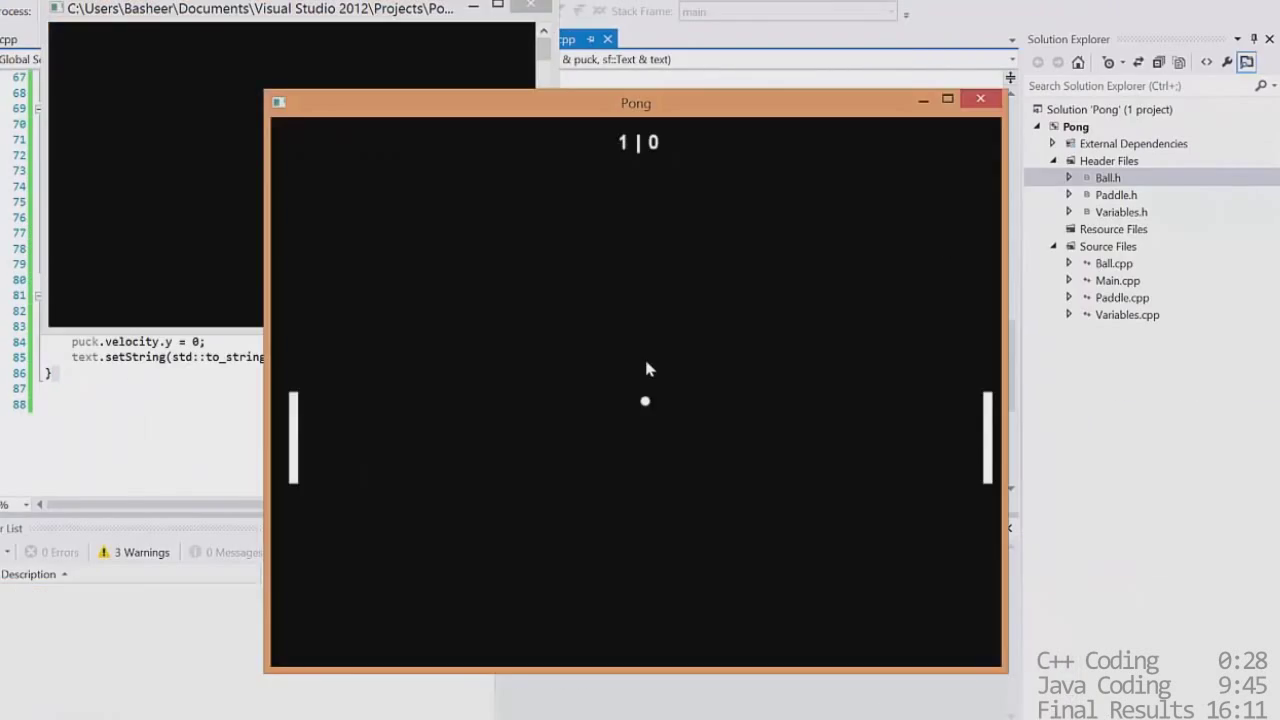 rocess:
C:\Users\Basheer\Documents\Visual Studio 2012\Projects\Po...
Stack Frame: main
cpp
cpp
Global S
& puck, sf::Text & text)
67
68
69
70
71
72
73
74
75
76
77
78
79
80
81
82
83
84 puck.velocity.y = 0;
85 text.setString(std::to_string
86 }
87
88
Pong
1 | 0
%
r List
0 Errors
3 Warnings
0 Messages
Description
Solution Explorer
Search Solution Explorer (Ctrl+;)
Solution 'Pong' (1 project)
Pong
External Dependencies
Header Files
Ball.h
Paddle.h
Variables.h
Resource Files
Source Files
Ball.cpp
Main.cpp
Paddle.cpp
Variables.cpp
C++ Coding 0:28
Java Coding 9:45
Final Results 16:11